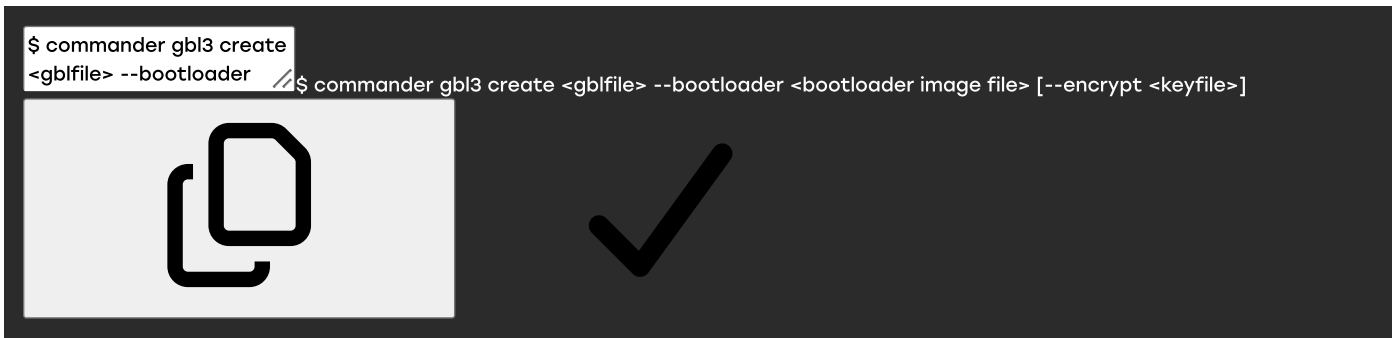 $ commander gbl3 create
<gblfile> --bootloader
$ commander gbl3 create <gblfile> --bootloader <bootloader image file> [--encrypt <keyfile>]